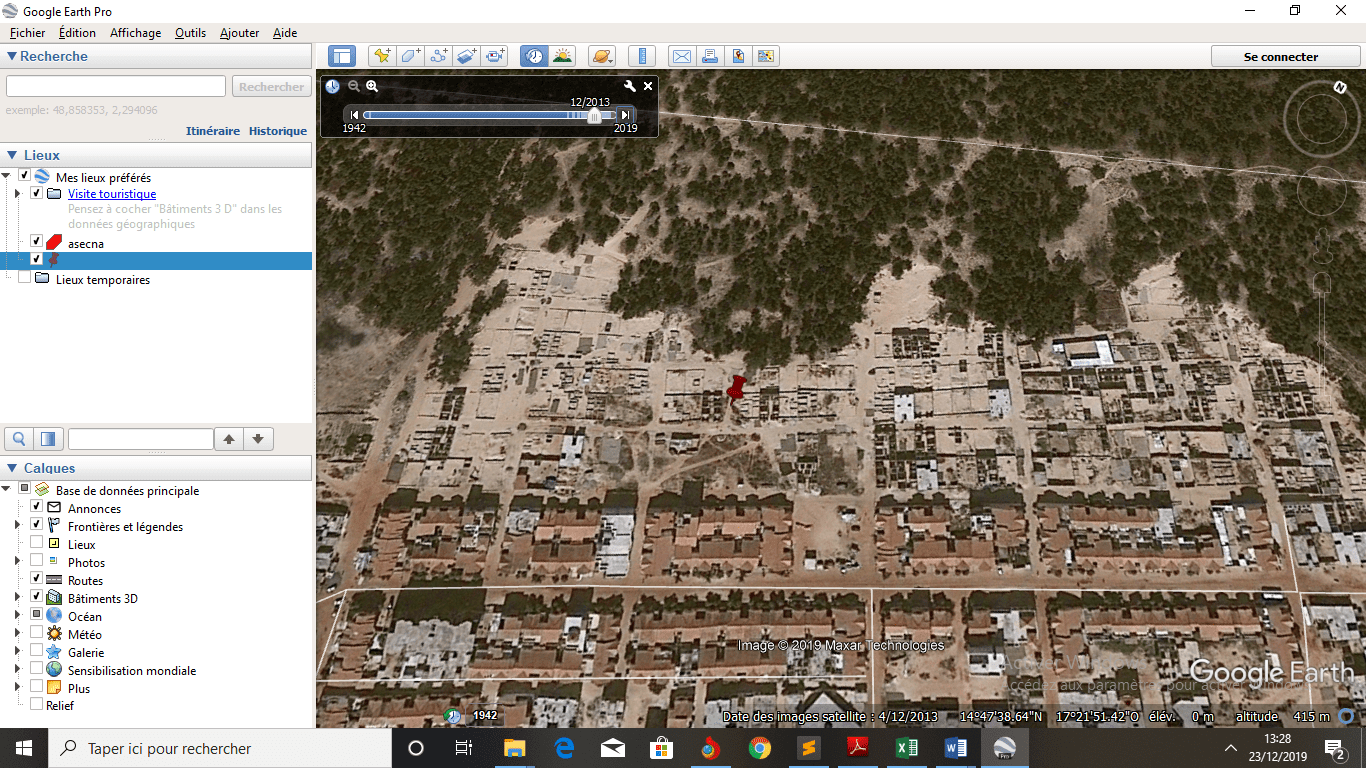 Google Earth Pro
Fichier Édition Affichage Outils Ajouter Aide
Recherche
Rechercher
exemple: 48,858353, 2,294096
Itinéraire Historique
Lieux
Mes lieux préférés
Visite touristique
Pensez à cocher "Bâtiments 3 D" dans les
données géographiques
asecna
Lieux temporaires
Calques
Base de données principale
Annonces
Frontières et légendes
Lieux
Photos
Routes
Bâtiments 3D
Océan
Météo
Galerie
Sensibilisation mondiale
Plus
Relief
Se connecter
12/2013
1942 2019
N
Image © 2019 Maxar Technologies
Google Earth
Accédez aux paramètres pour activer
1942
Date des images satellite : 4/12/2013 14°47'38.64"N 17°21'51.42"O élév. 0 m altitude 415 m
Taper ici pour rechercher
13:28
23/12/2019
2